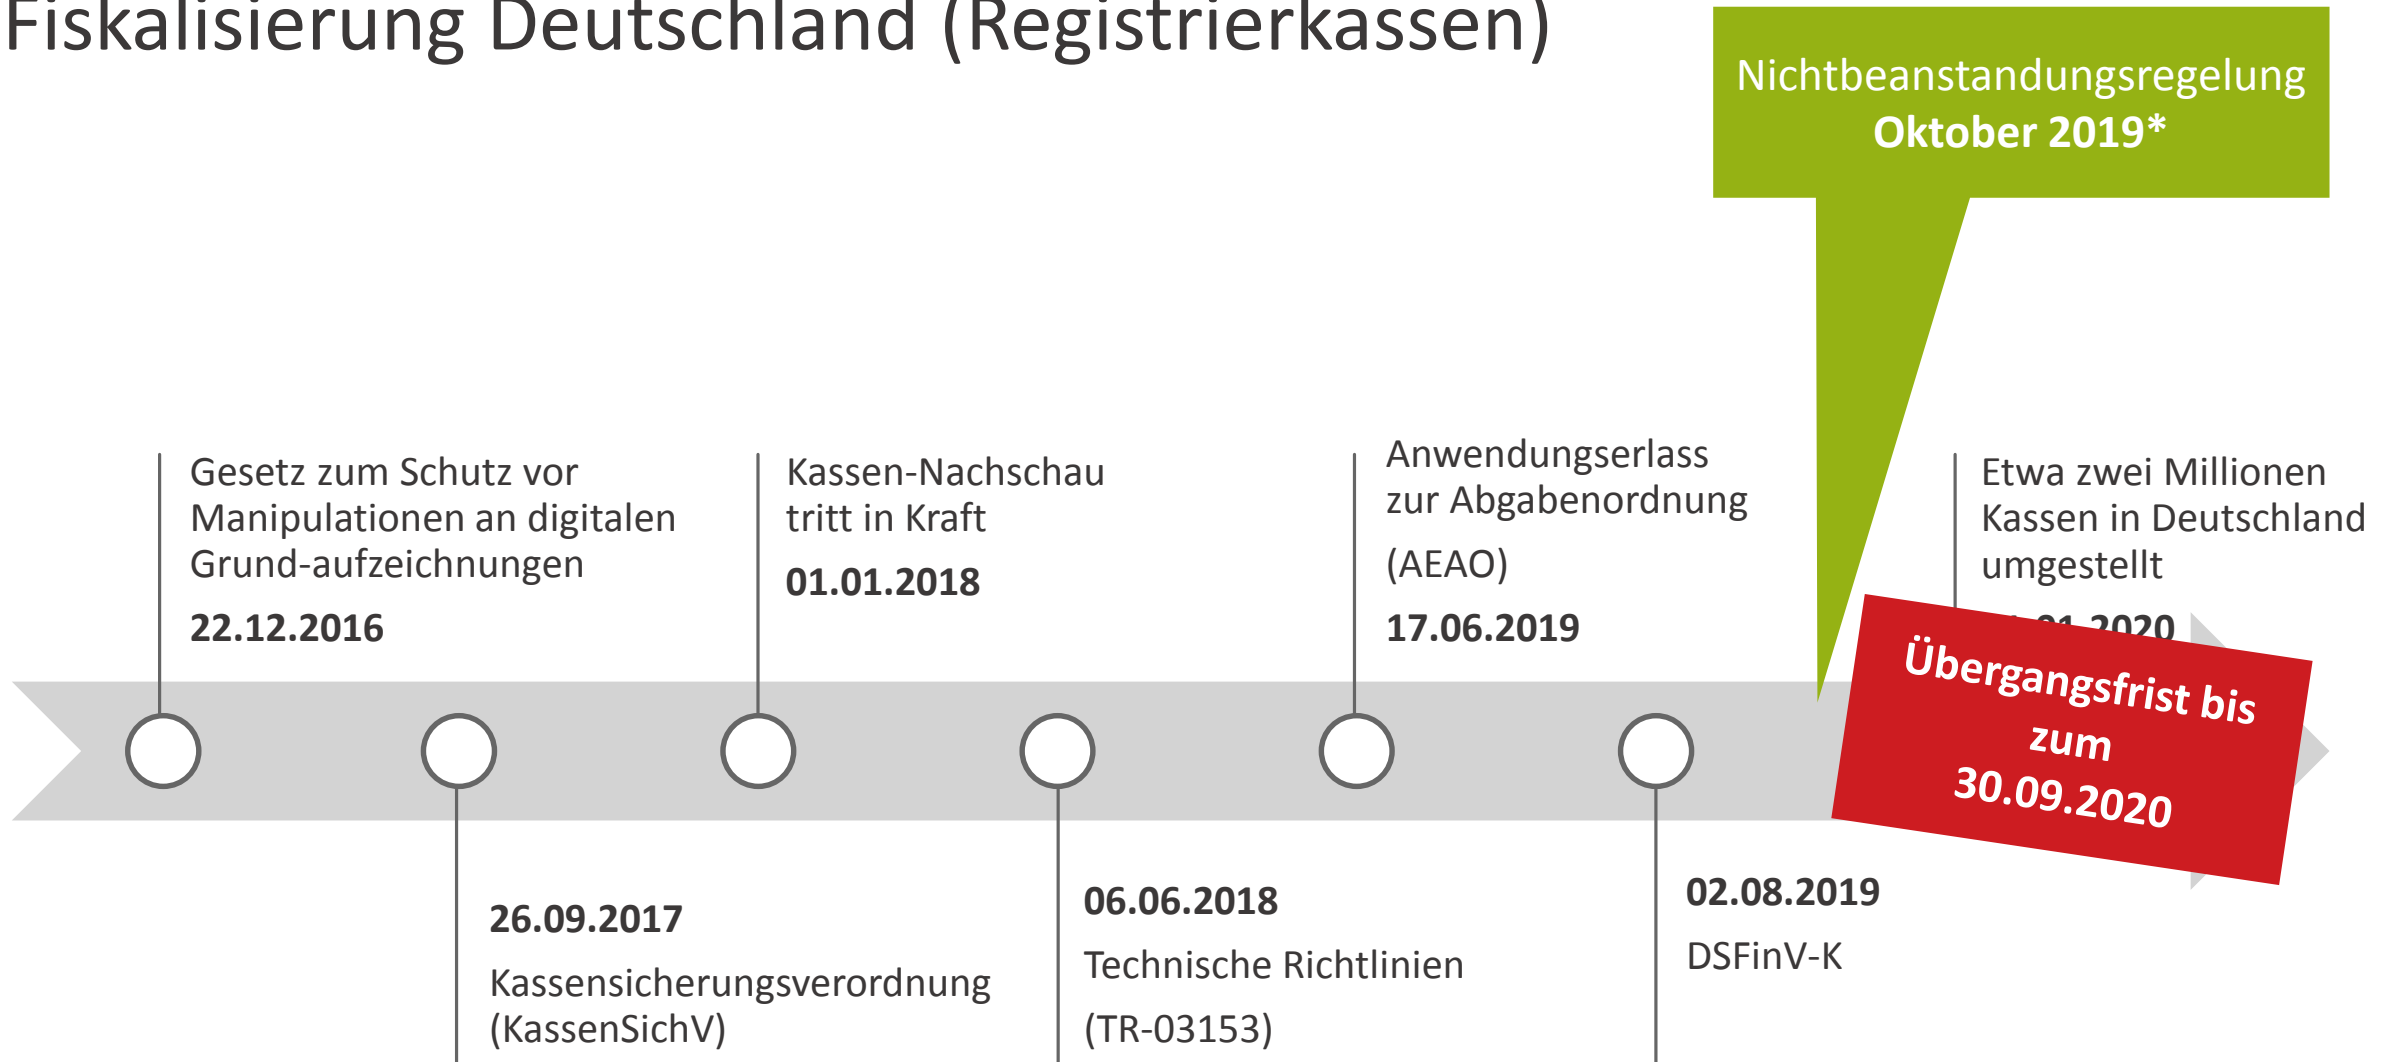 Fiskalisierung Deutschland (Registrierkassen)
Nichtbeanstandungsregelung
Oktober 2019*
Gesetz zum Schutz vor
Manipulationen an digitalen
Grund-aufzeichnungen
22.12.2016
Kassen-Nachschau
tritt in Kraft
01.01.2018
Anwendungserlass
zur Abgabenordnung
(AEAO)
17.06.2019
Etwa zwei Millionen
Kassen in Deutschland
umgestellt
.01.2020
Übergangsfrist bis
zum
30.09.2020
26.09.2017
Kassensicherungsverordnung
(KassenSichV)
06.06.2018
Technische Richtlinien
(TR-03153)
02.08.2019
DSFinV-K